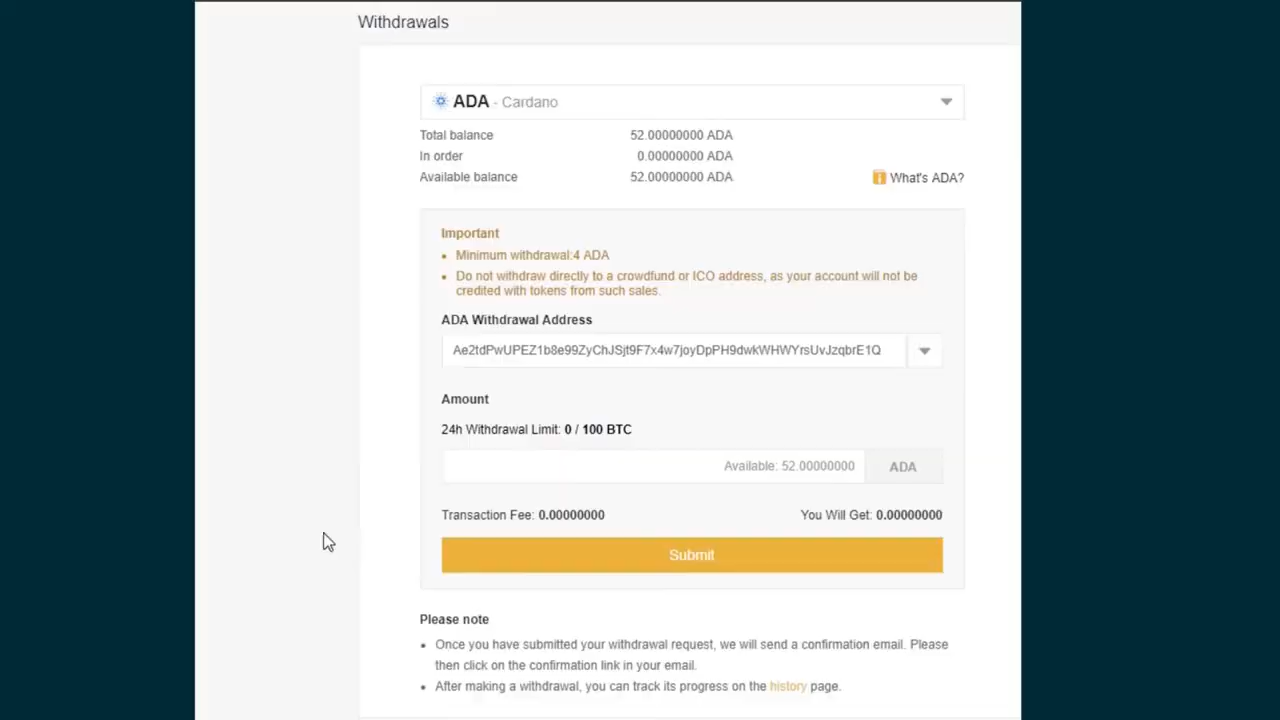 Withdrawals
ADA - Cardano
Total balance 52.00000000 ADA
In order 0.00000000 ADA
Available balance 52.00000000 ADA
What's ADA?
Important
Minimum withdrawal:4 ADA
Do not withdraw directly to a crowdfund or ICO address, as your account will not be
credited with tokens from such sales.
ADA Withdrawal Address
Ae2tdPwUPEZ1b8e99ZyChJSjt9F7x4w7joyDpPH9dwkWHWYrsUvJzqbrE1Q
Amount
24h Withdrawal Limit: 0 / 100 BTC
Available: 52.00000000 ADA
Transaction Fee: 0.00000000 You Will Get: 0.00000000
Submit
Please note
Once you have submitted your withdrawal request, we will send a confirmation email. Please
then click on the confirmation link in your email.
After making a withdrawal, you can track its progress on the history page.